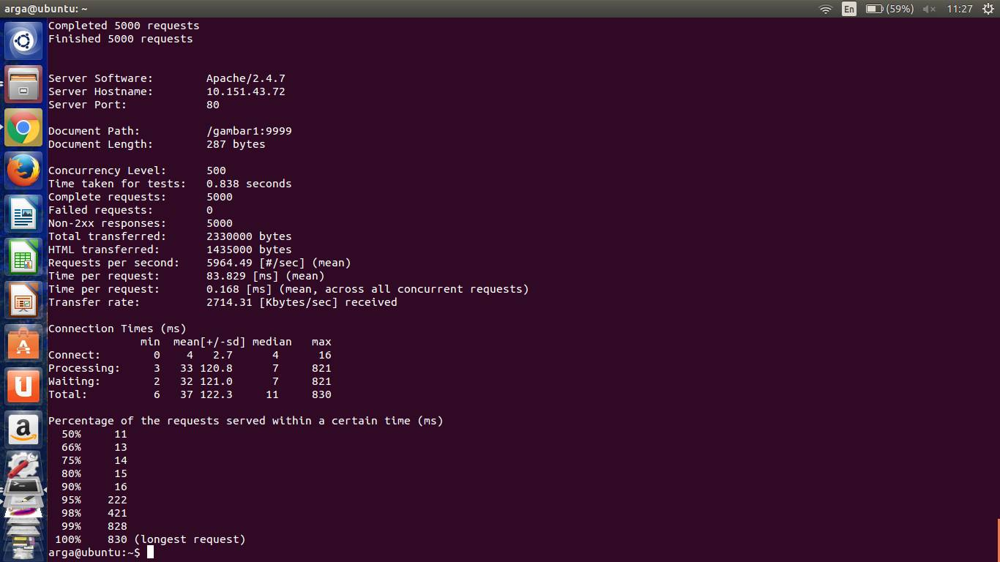 arga@ubuntu: ~
En
(59%)
11:27
Completed 5000 requests
Finished 5000 requests
Server Software:        Apache/2.4.7
Server Hostname:        10.151.43.72
Server Port:            80
Document Path:          /gambar1:9999
Document Length:        287 bytes
Concurrency Level:      500
Time taken for tests:   0.838 seconds
Complete requests:      5000
Failed requests:        0
Non-2xx responses:      5000
Total transferred:      2330000 bytes
HTML transferred:       1435000 bytes
Requests per second:    5964.49 [#/sec] (mean)
Time per request:       83.829 [ms] (mean)
Time per request:       0.168 [ms] (mean, across all concurrent requests)
Transfer rate:          2714.31 [Kbytes/sec] received
Connection Times (ms)
              min  mean[+/-sd] median   max
Connect:        0    4   2.7      4      16
Processing:     3   33 120.8      7     821
Waiting:        2   32 121.0      7     821
Total:          6   37 122.3     11     830
Percentage of the requests served within a certain time (ms)
  50%     11
  66%     13
  75%     14
  80%     15
  90%     16
  95%    222
  98%    421
  99%    828
 100%    830 (longest request)
arga@ubuntu:~$